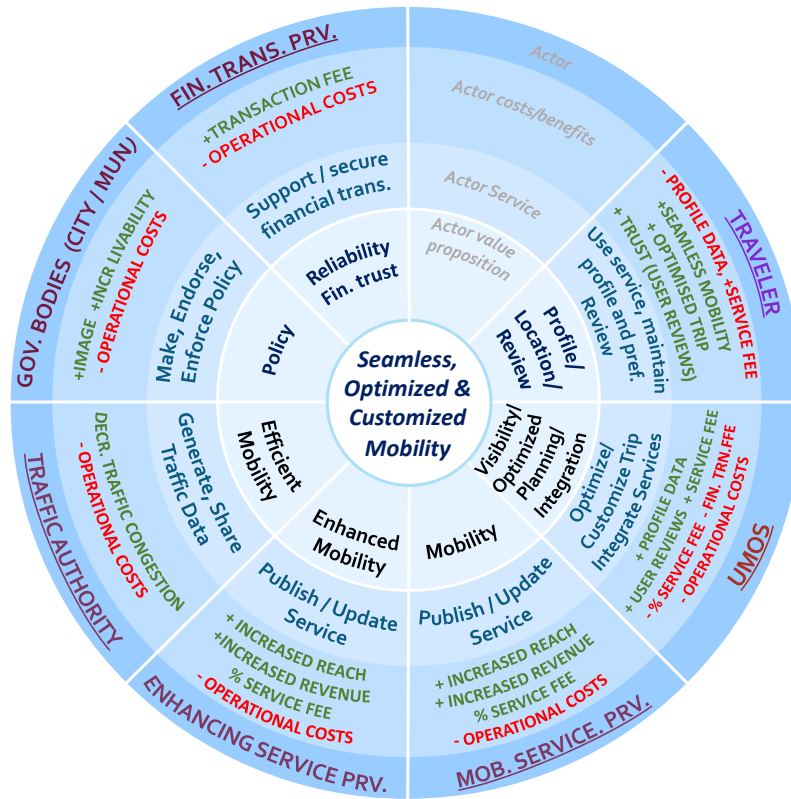 Seamless,
Optimized &
Customized
Mobility
Actor
Actor costs/benefits
Actor Service
Actor value
proposition
TRAVELER
- PROFILE DATA, +SERVICE FEE
+SEAMLESS MOBILITY
+ OPTIMISED TRIP
+ TRUST (USER REVIEWS)
Use service, maintain
profile and pref.
Review
Profile/
Location/
Review
UMOS
+ PROFILE DATA
+ USER REVIEWS + SERVICE FEE
- % SERVICE FEE - FIN. TRN.FFE
- OPERATIONAL COSTS
Optimize/
Customize Trip
Integrate Services
Visibility/
Optimized
Planning/
Integration
MOB. SERVICE. PRV.
+ INCREASED REACH
+ INCREASED REVENUE
% SERVICE FEE
- OPERATIONAL COSTS
Publish / Update
Service
Mobility
ENHANCING SERVICE PRV.
+ INCREASED REACH
+INCREASED REVENUE
% SERVICE FEE
- OPERATIONAL COSTS
Publish / Update
Service
Enhanced
Mobility
TRAFFIC AUTHORITY
DECR. TRAFFIC CONGESTION
- OPERATIONAL COSTS
Generate, Share
Traffic Data
Efficient
Mobility
GOV. BODIES (CITY / MUN)
+IMAGE +INCR LIVABILITY
- OPERATIONAL COSTS
Make, Endorse,
Enforce Policy
Policy
FIN. TRANS. PRV.
+TRANSACTION FEE
- OPERATIONAL COSTS
Support / secure
financial trans.
Reliability
Fin. trust